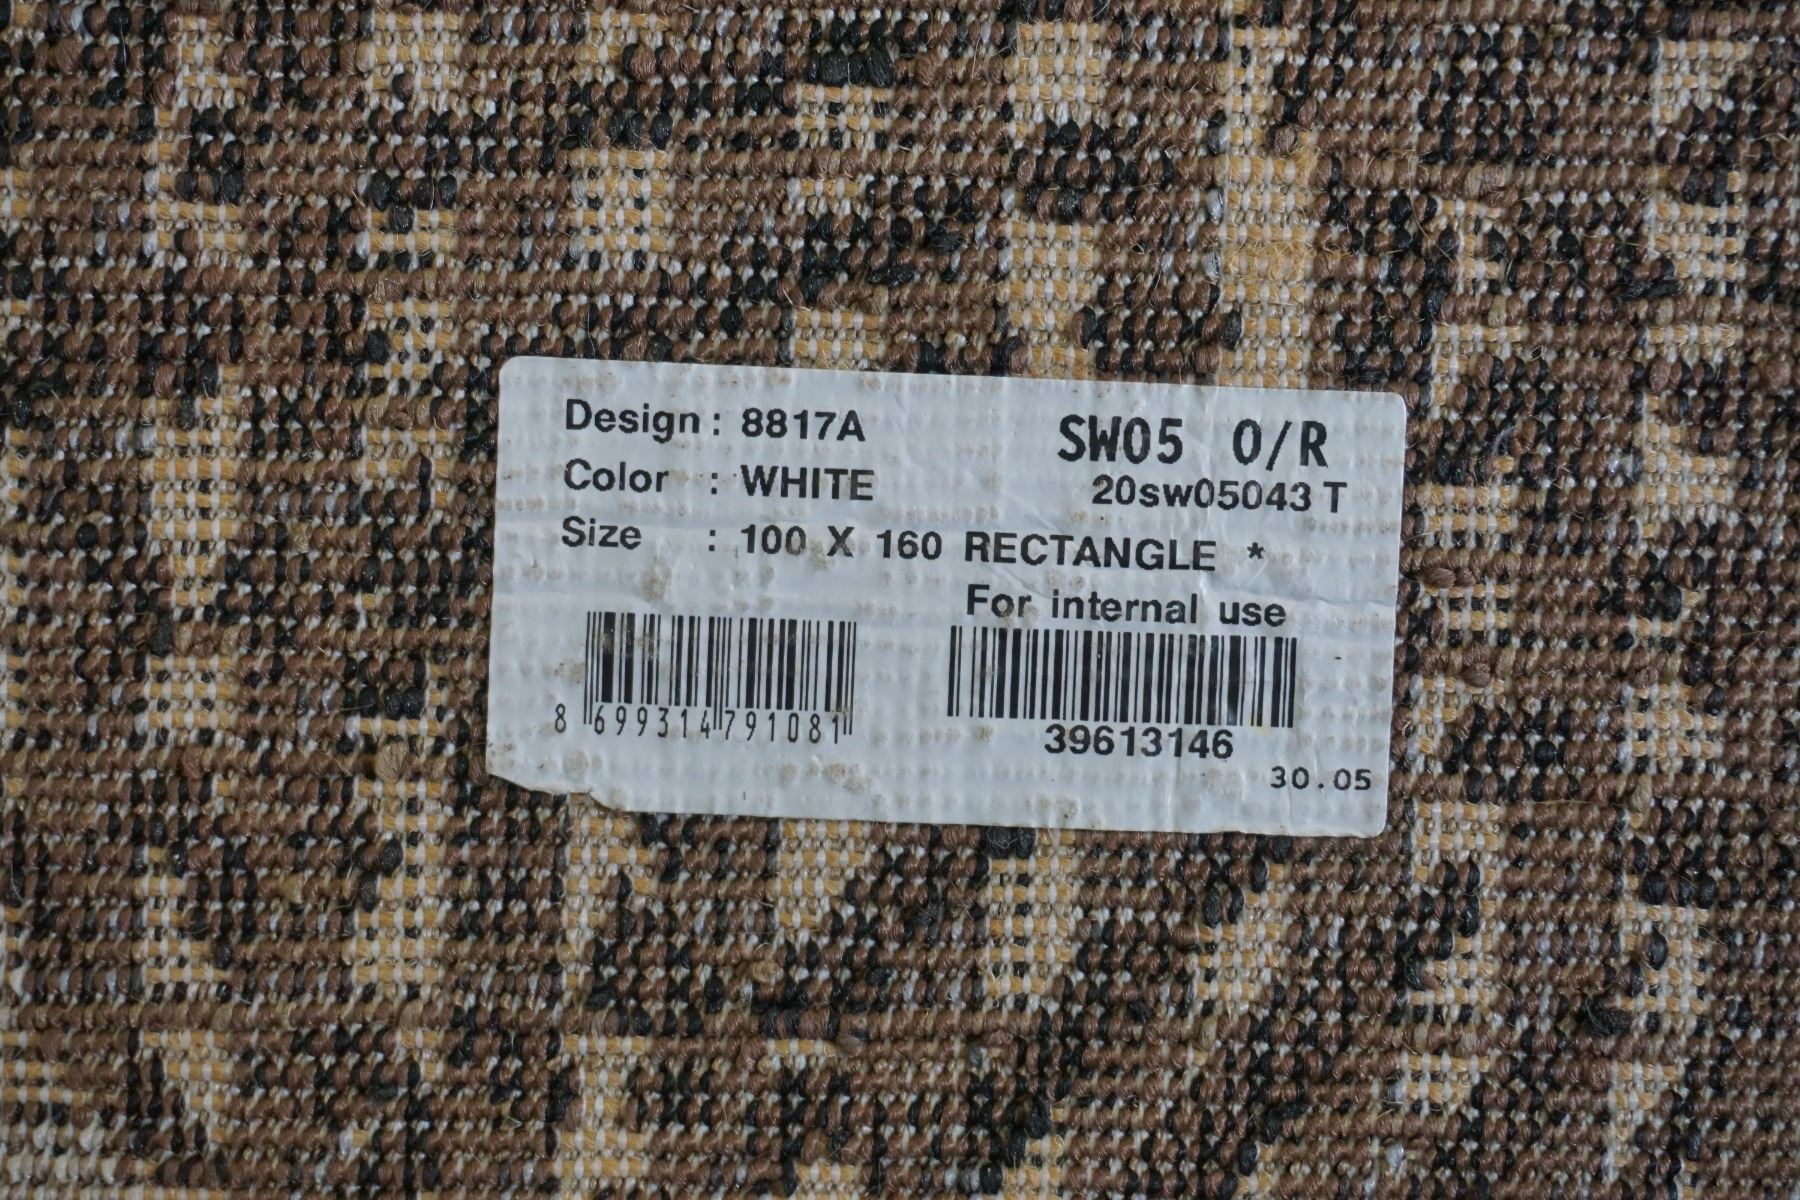 Design : 8817A SW05 0/R
Color : WHITE 20sw05043 T
Size : 100 X 160 RECTANGLE *
For internal use
8 699314 791081
39613146
30.05